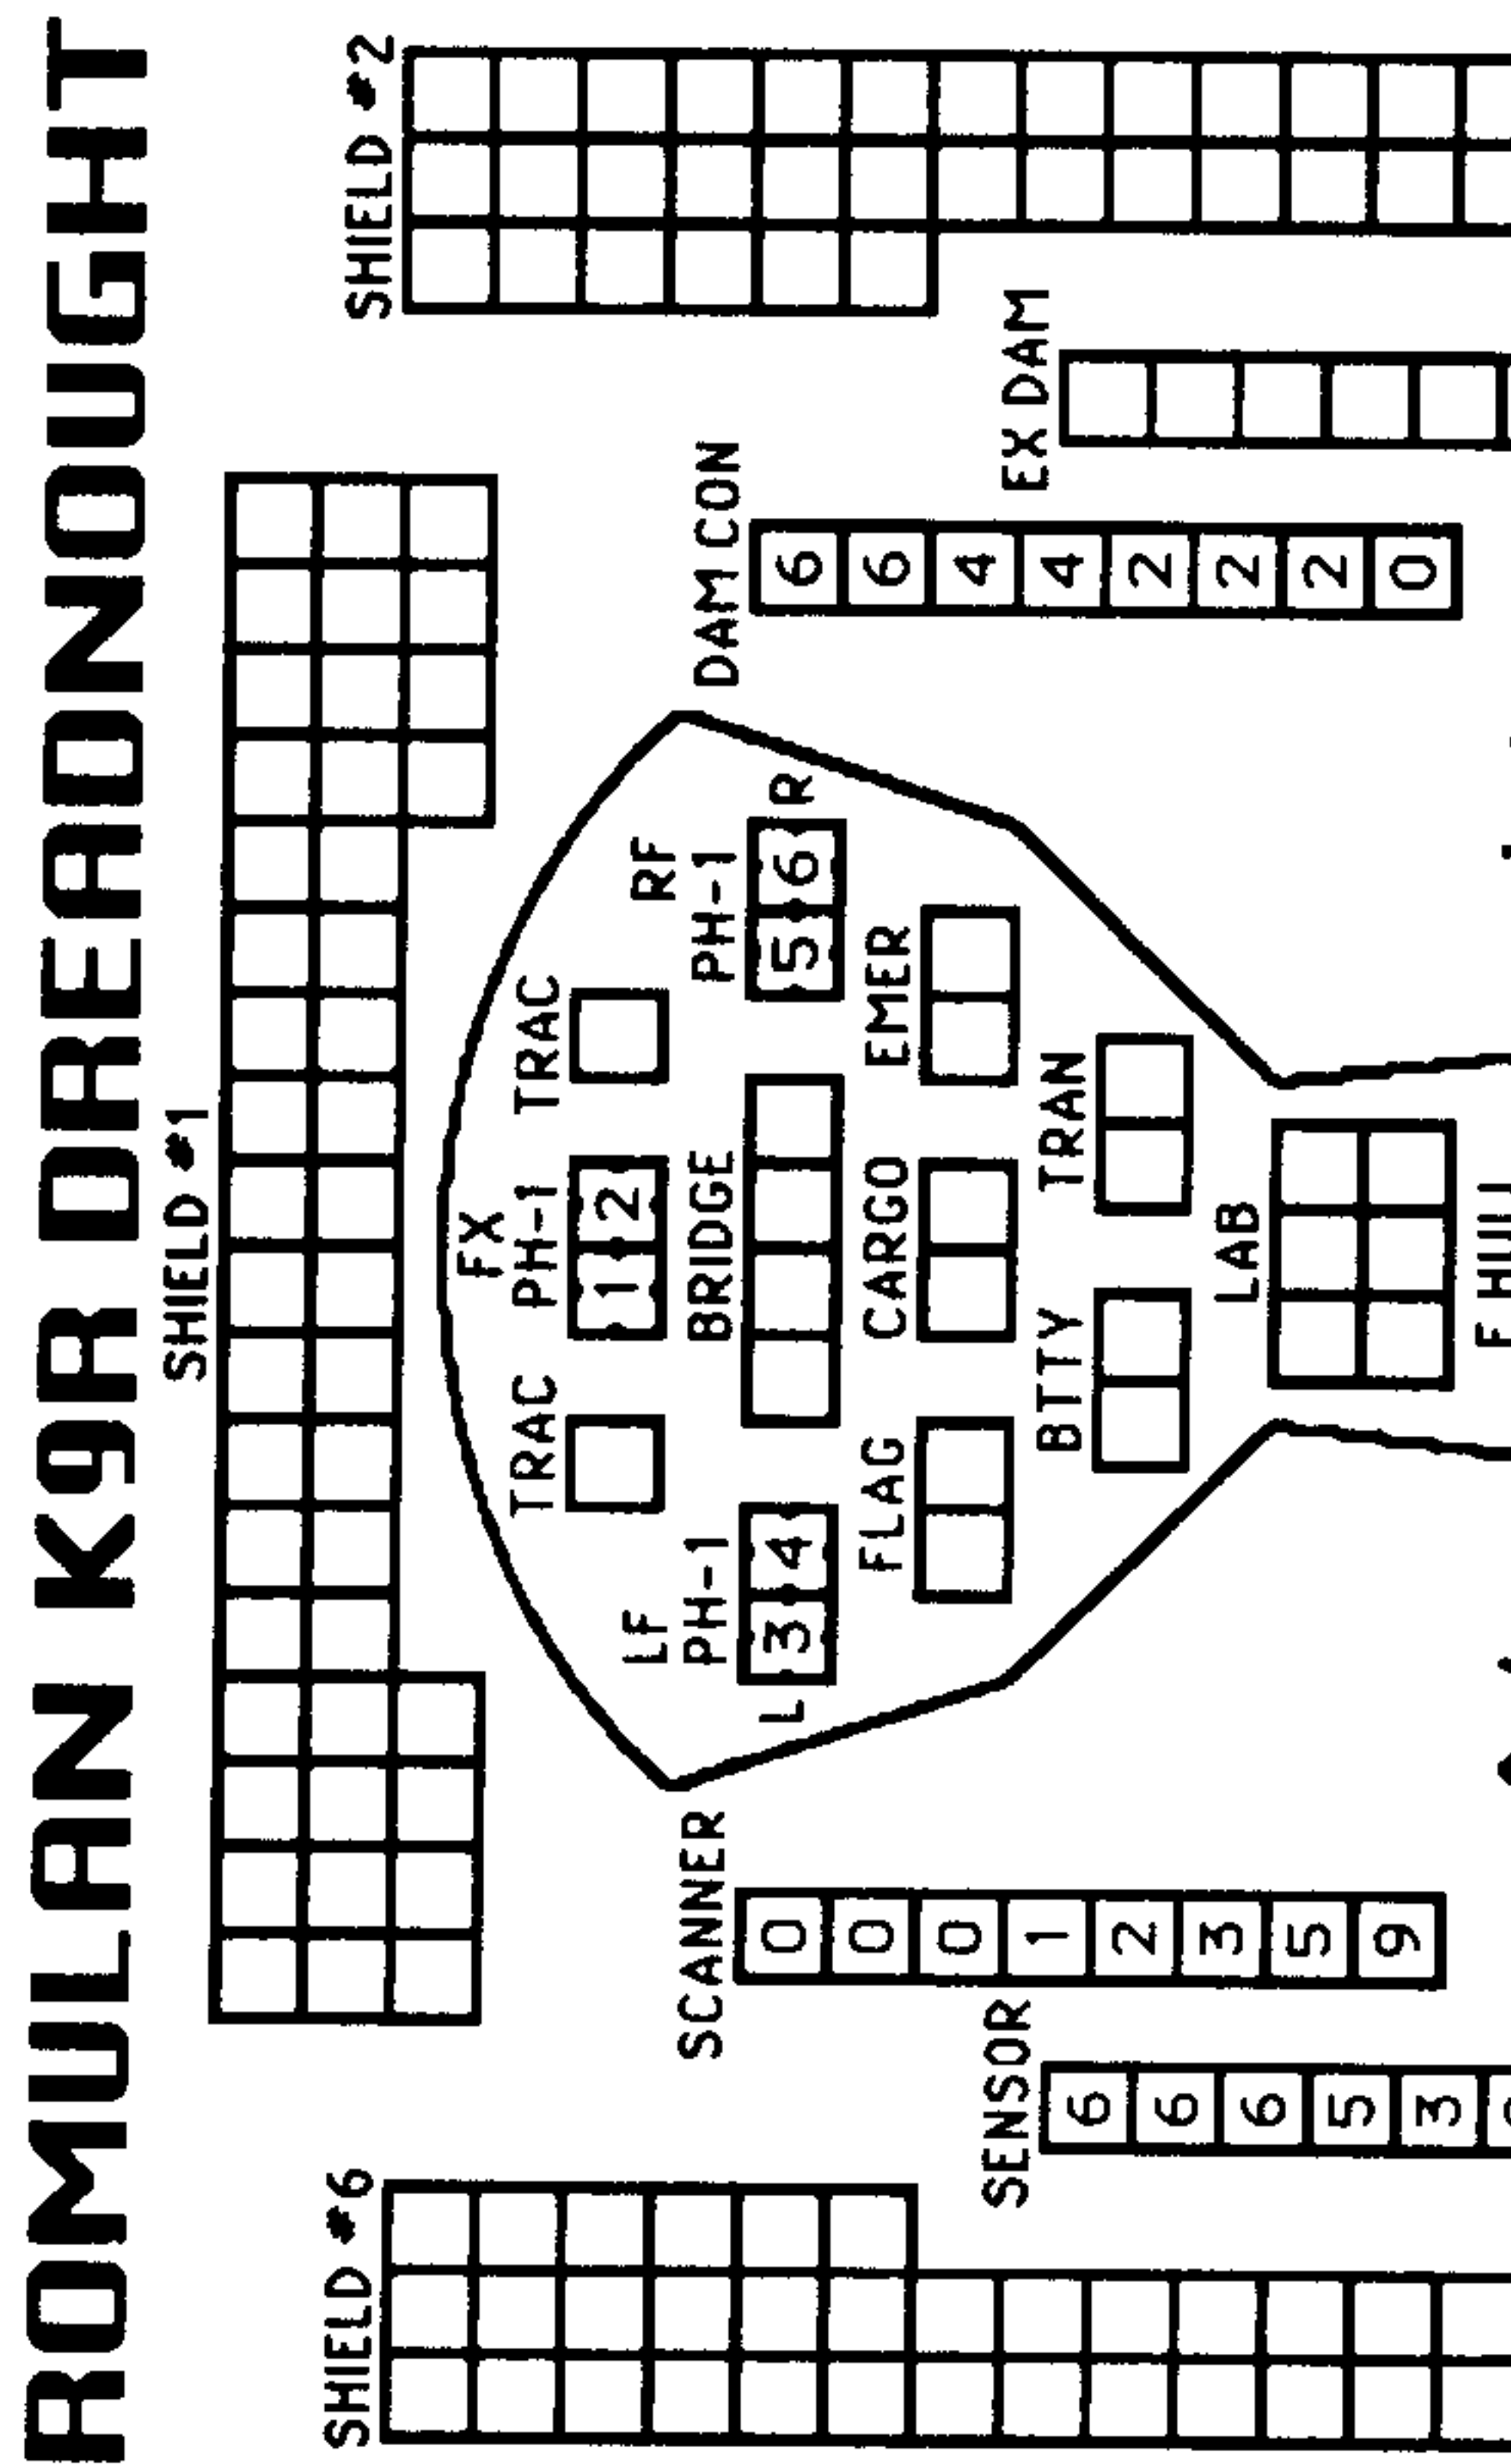 ROMULAN K9R DREADNOUGHT
SHIELD #1
SHIELD #6
SHIELD #2
FX
TRAC
PH-1
TRAC
1 2
LF
RF
SCANNER
PH-1
BRIDGE
PH-1
DAM CON
L
3 4
5 6
R
0
0
0
1
2
3
5
9
6
6
4
4
2
2
2
0
FLAG
CARGO
EMER
SENSOR
6
6
6
5
3
BTTY
TRAN
EX DAM
LAB